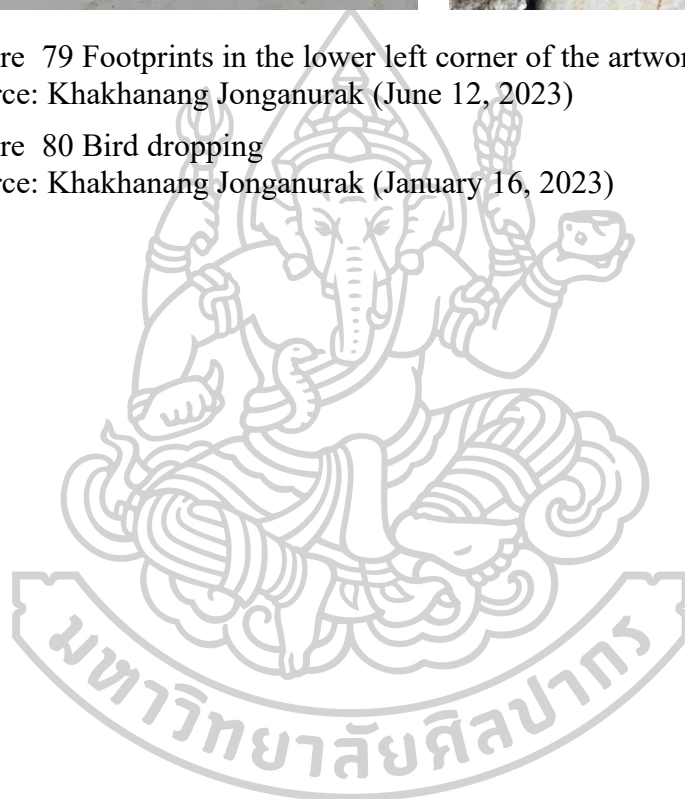 re 79 Footprints in the lower left corner of the artwor
rce: Khakhanang Jonganurak (June 12, 2023)
re 80 Bird dropping
rce: Khakhanang Jonganurak (January 16, 2023)
มหาวิทยาลัยศิลปากร